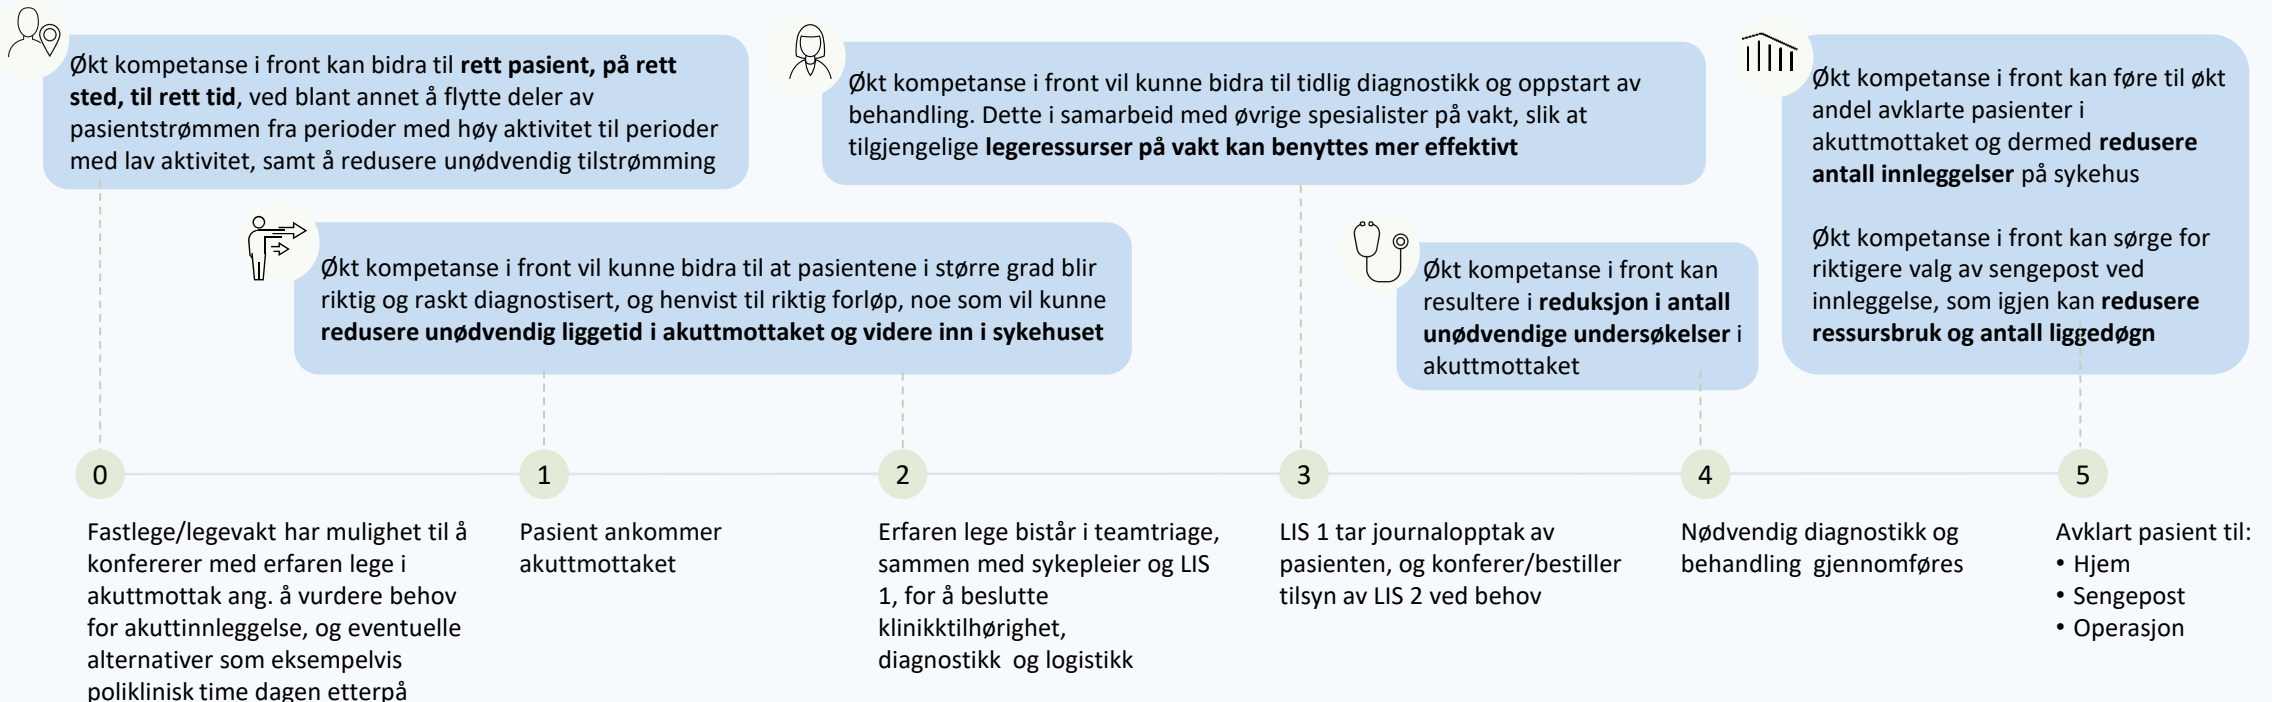 Økt kompetanse i front kan bidra til rett pasient, på rett
sted, til rett tid, ved blant annet å flytte deler av
pasientstrømmen fra perioder med høy aktivitet til perioder
med lav aktivitet, samt å redusere unødvendig tilstrømming
Økt kompetanse i front vil kunne bidra til tidlig diagnostikk og oppstart av
behandling. Dette i samarbeid med øvrige spesialister på vakt, slik at
tilgjengelige legeressurser på vakt kan benyttes mer effektivt
Økt kompetanse i front kan føre til økt
andel avklarte pasienter i
akuttmottaket og dermed redusere
antall innleggelser på sykehus
Økt kompetanse i front kan sørge for
riktigere valg av sengepost ved
innleggelse, som igjen kan redusere
ressursbruk og antall liggedøgn
Økt kompetanse i front vil kunne bidra til at pasientene i større grad blir
riktig og raskt diagnostisert, og henvist til riktig forløp, noe som vil kunne
redusere unødvendig liggetid i akuttmottaket og videre inn i sykehuset
Økt kompetanse i front kan
resultere i reduksjon i antall
unødvendige undersøkelser i
akuttmottaket
0
1
2
3
4
5
Fastlege/legevakt har mulighet til å
konfererer med erfaren lege i
akuttmottak ang. å vurdere behov
for akuttinnleggelse, og eventuelle
alternativer som eksempelvis
poliklinisk time dagen etterpå
Pasient ankommer
akuttmottaket
Erfaren lege bistår i teamtriage,
sammen med sykepleier og LIS
1, for å beslutte
klinikktilhørighet,
diagnostikk og logistikk
LIS 1 tar journalopptak av
pasienten, og konferer/bestiller
tilsyn av LIS 2 ved behov
Nødvendig diagnostikk og
behandling gjennomføres
Avklart pasient til:
• Hjem
• Sengepost
• Operasjon